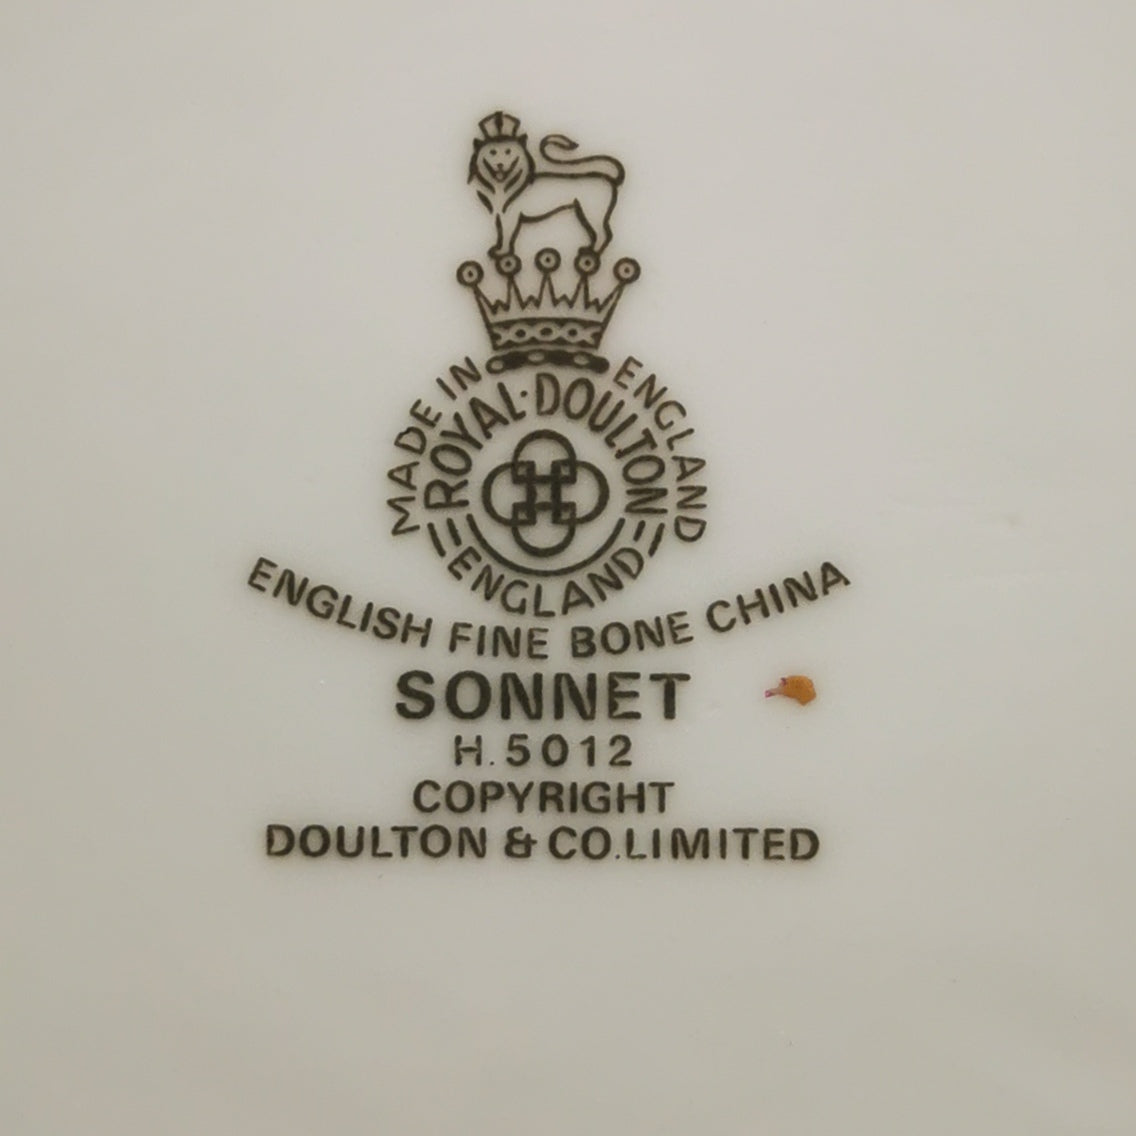 MADE IN ENGLAND
ROYAL·DOULTON
ENGLAND
ENGLISH FINE BONE CHINA
SONNET
H.5012
COPYRIGHT
DOULTON & CO.LIMITED